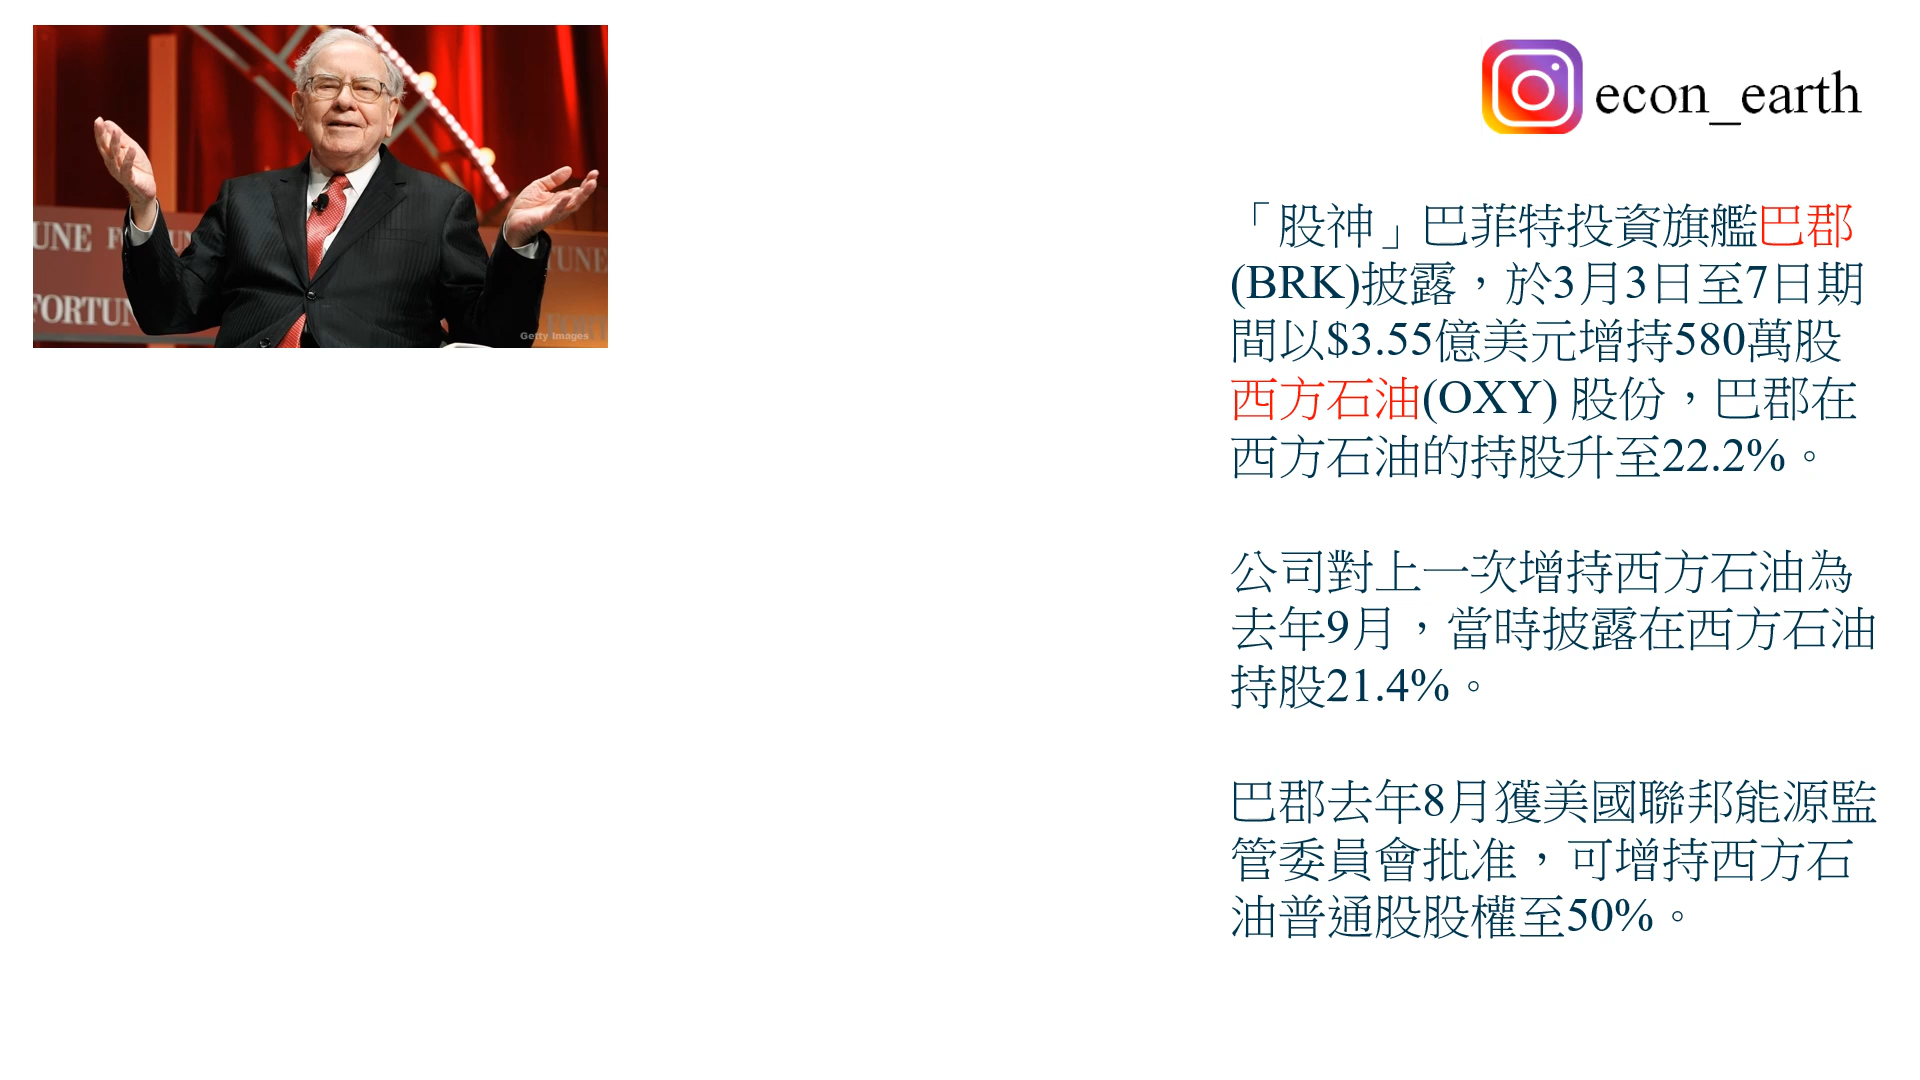 UNE
FORTUNE
FORTUN
Getty Images
econ_earth
「股神」巴菲特投資旗艦巴郡
(BRK)披露，於3月3日至7日期
間以$3.55億美元增持580萬股
西方石油(OXY) 股份，巴郡在
西方石油的持股升至22.2%。
公司對上一次增持西方石油為
去年9月，當時披露在西方石油
持股21.4%。
巴郡去年8月獲美國聯邦能源監
管委員會批准，可增持西方石
油普通股股權至50%。